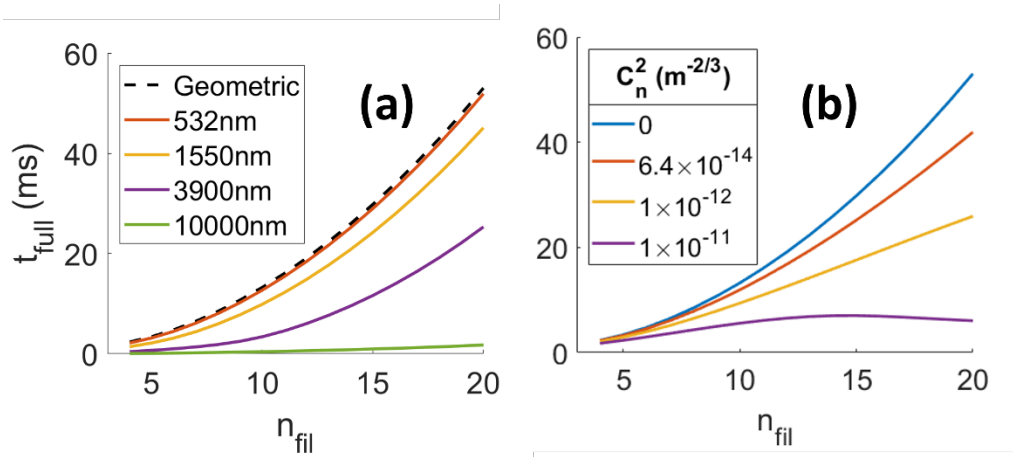 60
40
20
0
t_full (ms)
5
10
15
20
n_fil
(a)
Geometric
532nm
1550nm
3900nm
10000nm
60
40
20
0
5
10
15
20
n_fil
(b)
C_n^2 (m^-2/3)
0
6.4×10^-14
1×10^-12
1×10^-11